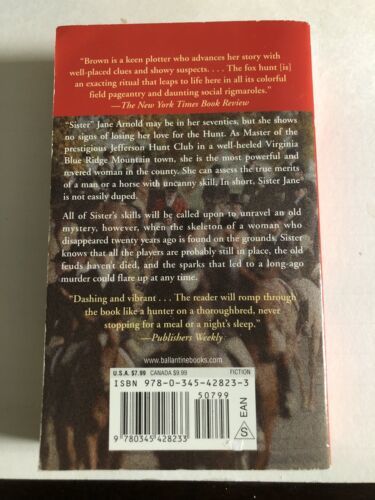 “Brown is a keen plotter who advances her story with
well-placed clues and showy suspects. . . . The fox hunt [is]
an exacting ritual that leaps to life here in all its colorful
field pageantry and daunting social rigmaroles.”
—The New York Times Book Review
“Sister” Jane Arnold may be in her seventies, but she shows
no signs of losing her love for the Hunt. As Master of the
prestigious Jefferson Hunt Club in a well-heeled Virginia
Blue Ridge Mountain town, she is the most powerful and
revered woman in the county. She can assess the true merits
of a man or a horse with uncanny skill. In short, Sister Jane
is not easily duped.
All of Sister’s skills will be called upon to unravel an old
mystery, however, when the skeleton of a woman who
disappeared twenty years ago is found on the grounds. Sister
knows that all the players are probably still in place, the old
feuds haven’t died, and the sparks that led to a long-ago
murder could flare up at any time.
“Dashing and vibrant . . . The reader will romp through
the book like a hunter on a thoroughbred, never
stopping for a meal or a night’s sleep.”
—Publishers Weekly
www.ballantinebooks.com
U.S.A. $7.99 CANADA $9.99 FICTION
ISBN 978-0-345-42823-3
50799
9 780345 428233
S
EAN